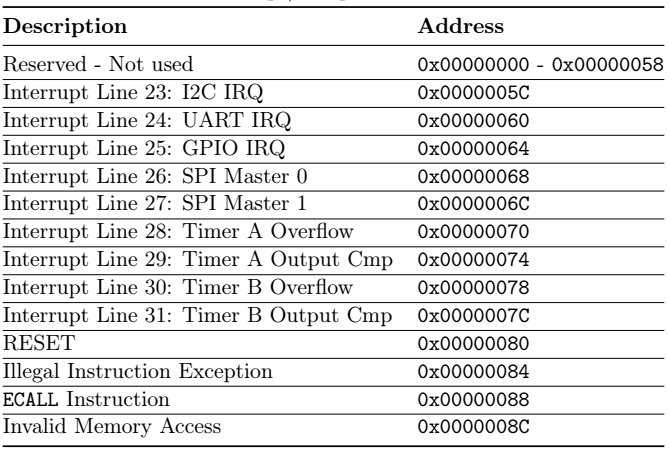 Description Address
Reserved - Not used 0x00000000 - 0x00000058
Interrupt Line 23: I2C IRQ 0x0000005C
Interrupt Line 24: UART IRQ 0x00000060
Interrupt Line 25: GPIO IRQ 0x00000064
Interrupt Line 26: SPI Master 0 0x00000068
Interrupt Line 27: SPI Master 1 0x0000006C
Interrupt Line 28: Timer A Overflow 0x00000070
Interrupt Line 29: Timer A Output Cmp 0x00000074
Interrupt Line 30: Timer B Overflow 0x00000078
Interrupt Line 31: Timer B Output Cmp 0x0000007C
RESET 0x00000080
Illegal Instruction Exception 0x00000084
ECALL Instruction 0x00000088
Invalid Memory Access 0x0000008C